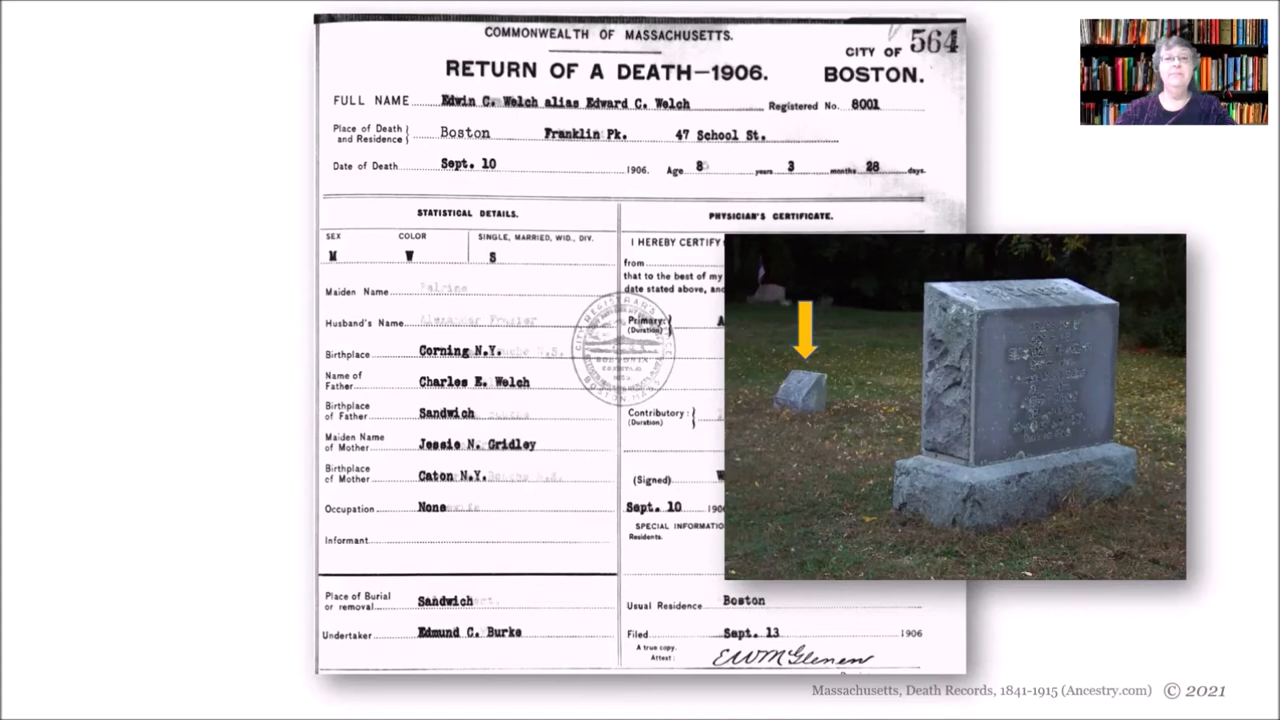 COMMONWEALTH OF MASSACHUSETTS.
RETURN OF A DEATH—1906.
CITY OF 564
BOSTON.
FULL NAME Edwin C. Welch alias Edward C. Welch Registered No. 8001
Place of Death and Residence } Boston Franklin Pk. 47 School St.
Date of Death Sept. 10 1906. Age 8 years 3 months 28 days.
STATISTICAL DETAILS.
SEX COLOR SINGLE, MARRIED, WID., DIV.
M W S
Maiden Name
Husband's Name Alexander Frazier
Birthplace Corning N.Y.
Name of Father Charles E. Welch
Birthplace of Father Sandwich
Maiden Name of Mother Jessie N. Gridley
Birthplace of Mother Caton N.Y.
Occupation None
Informant
Place of Burial or removal Sandwich
Undertaker Edmund C. Burke
PHYSICIAN'S CERTIFICATE.
I HEREBY CERTIFY
from
that to the best of my
date stated above, and
Primary: } (Duration) A
Contributory: } (Duration)
(Signed) W
Sept. 10 190
SPECIAL INFORMATIO
Residents.
Usual Residence Boston
Filed Sept. 13 1906
A true copy.
Attest: EWMcGlenen
Massachusetts, Death Records, 1841-1915 (Ancestry.com) © 2021